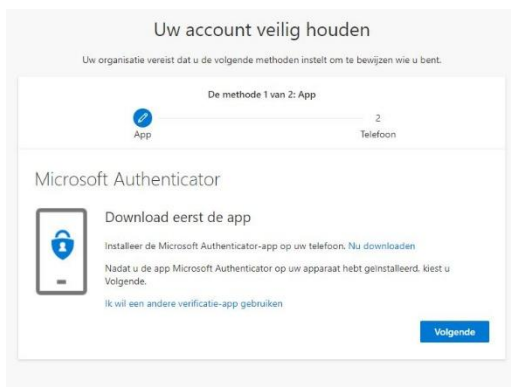 Uw account veilig houden
Uw organisatie vereist dat u de volgende methoden instelt om te bewijzen wie u bent.
De methode 1 van 2: App
App
2
Telefoon
Microsoft Authenticator
Download eerst de app
Installeer de Microsoft Authenticator-app op uw telefoon. Nu downloaden
Nadat u de app Microsoft Authenticator op uw apparaat hebt geïnstalleerd. kiest u
Volgende.
Ik wil een andere verificatie-app gebruiken
Volgende